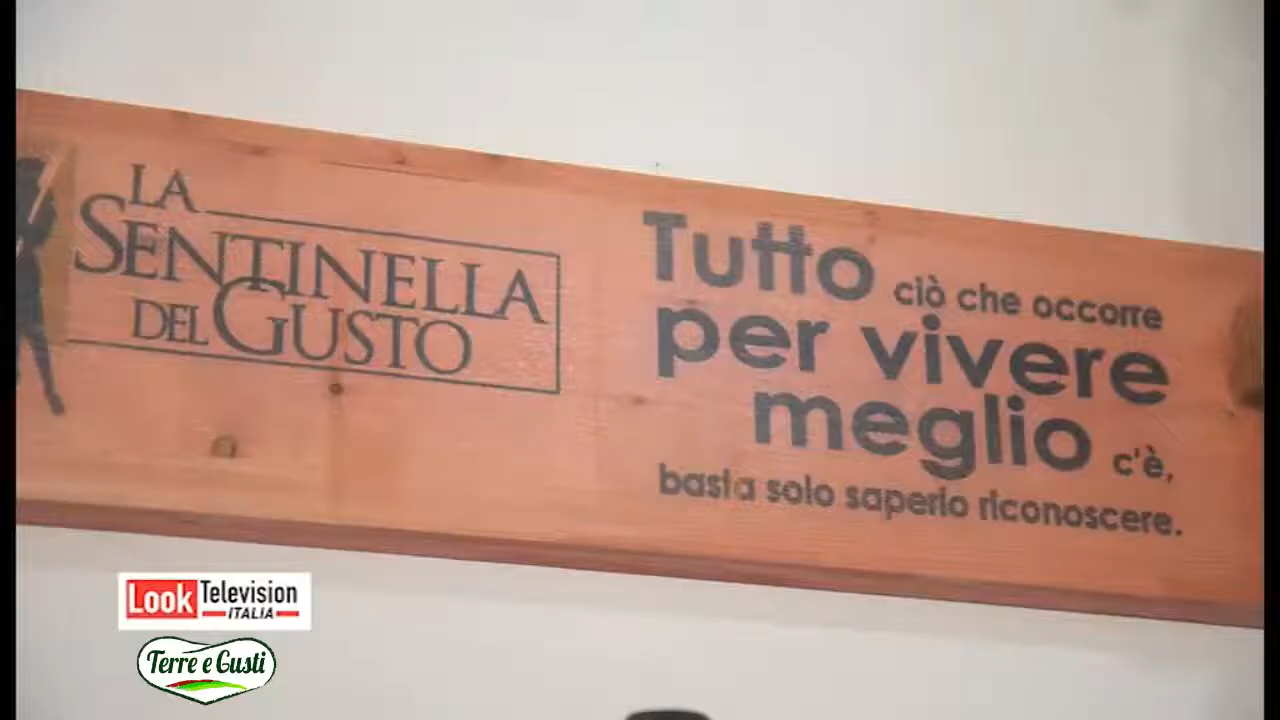 LA
SENTINELLA
DEL GUSTO
Tutto ciò che occorre
per vivere
meglio c'è,
basta solo saperlo riconoscere.
Look Television
ITALIA
Terre e Gusti